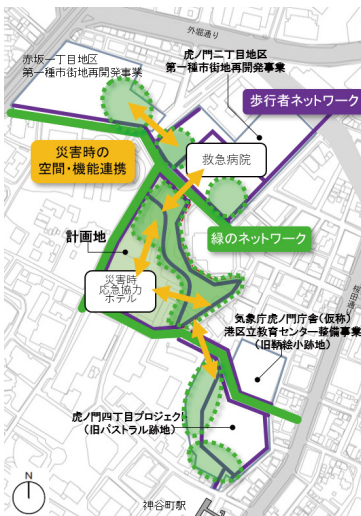 外堀通り
赤坂一丁目地区
第一種市街地再開発事業
虎ノ門二丁目地区
第一種市街地再開発事業
歩行者ネットワーク
災害時の
空間・機能連携
救急病院
計画地
緑のネットワーク
災害時
応急協力
ホテル
気象庁虎ノ門庁舎(仮称)
港区立教育センター整備事業
(旧鞆絵小跡地)
桜田通り
虎ノ門四丁目プロジェクト
(旧パストラル跡地)
N
神谷町駅